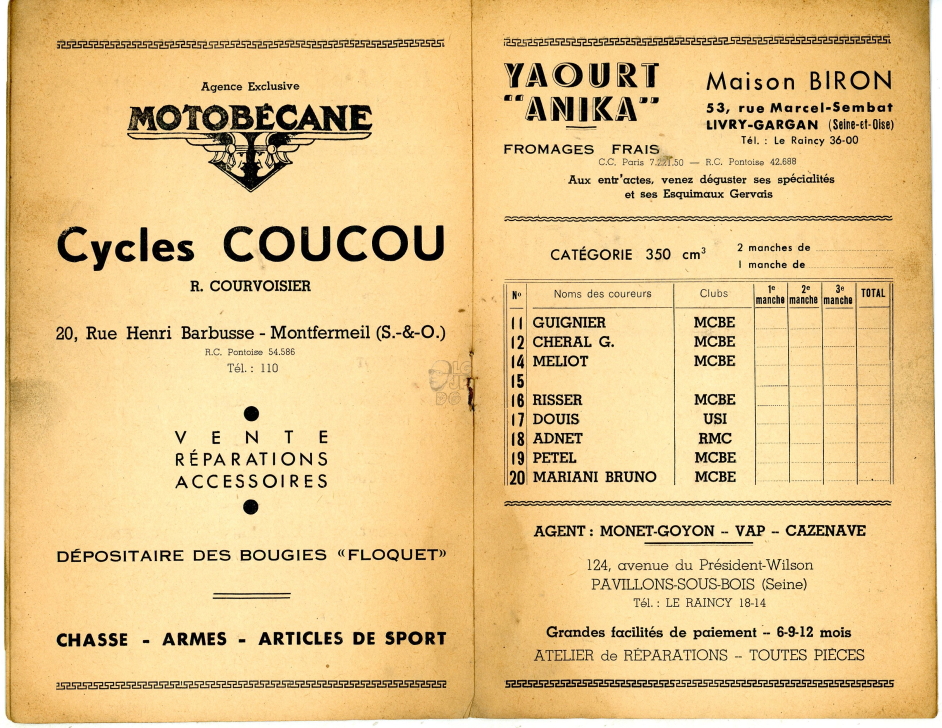 Agence Exclusive
MOTOBÉCANE
Cycles COUCOU
R. COURVOISIER
20, Rue Henri Barbusse - Montfermeil (S.-&-O.)
R.C. Pontoise 54.586
Tél. : 110
VENTE
RÉPARATIONS
ACCESSOIRES
DÉPOSITAIRE DES BOUGIES «FLOQUET»
CHASSE - ARMES - ARTICLES DE SPORT
YAOURT
"ANIKA"
FROMAGES FRAIS
Maison BIRON
53, rue Marcel-Sembat
LIVRY-GARGAN (Seine-et-Oise)
Tél. : Le Raincy 36-00
C.C. Paris — R.C. Pontoise 42.688
Aux entr'actes, venez déguster ses spécialités
et ses Esquimaux Gervais
CATÉGORIE 350 cm³
2 manches de
1 manche de
Nº Noms des coureurs Clubs 1e manche 2e manche 3e manche TOTAL
11 GUIGNIER MCBE
12 CHERAL G. MCBE
14 MELIOT MCBE
15
16 RISSER MCBE
17 DOUIS USI
18 ADNET RMC
19 PETEL MCBE
20 MARIANI BRUNO MCBE
AGENT : MONET-GOYON -- VAP -- CAZENAVE
124, avenue du Président-Wilson
PAVILLONS-SOUS-BOIS (Seine)
Tél. : LE RAINCY 18-14
Grandes facilités de paiement -- 6-9-12 mois
ATELIER de RÉPARATIONS -- TOUTES PIÈCES